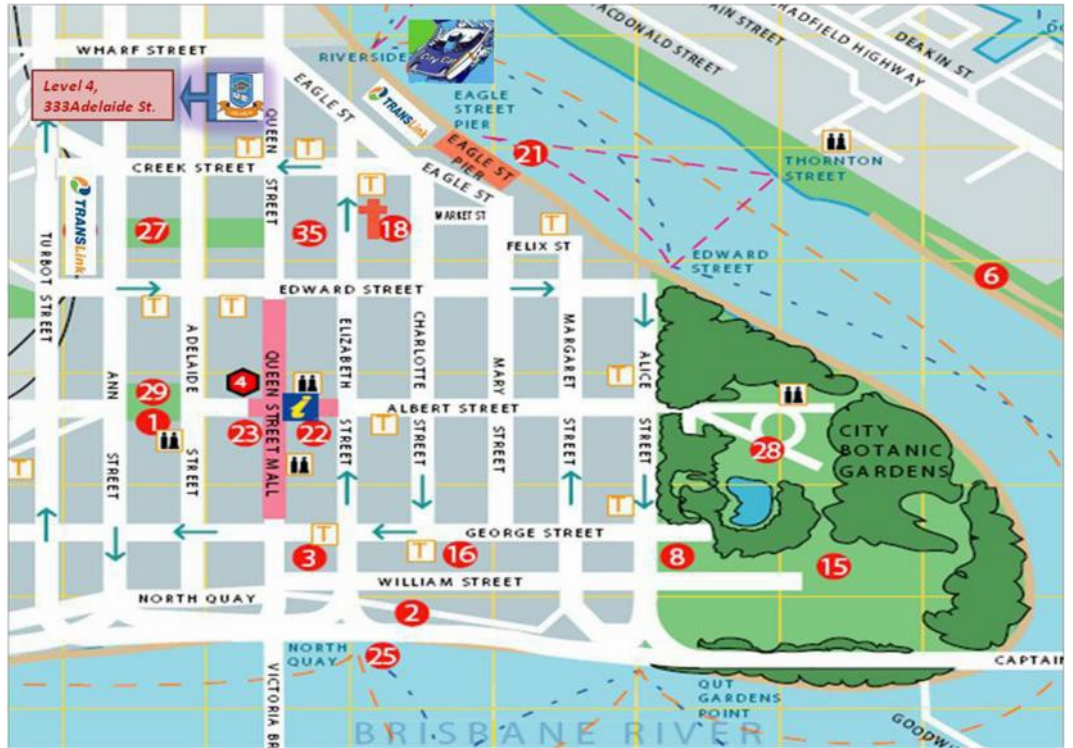 WHARF STREET
RIVERSIDE
City Cat
MACDONALD STREET
BRADFIELD HIGHWAY
DEAKIN ST
Level 4,
333Adelaide St.
EAGLE ST
TRANSLink
EAGLE
STREET
PIER
EAGLE ST
PIER
EAGLE ST
21
THORNTON
STREET
QUEEN
STREET
T
T
CREEK STREET
T
TRANSLink
27
35
18
MARKET ST
T
FELIX ST
TURBOT STREET
EDWARD
STREET
6
EDWARD STREET
T
T
ADELAIDE
STREET
ANN
STREET
QUEEN STREET MALL
ELIZABETH
STREET
CHARLOTTE
STREET
MARY
STREET
MARGARET
STREET
ALICE
STREET
T
29
4
1
i
ALBERT STREET
23
22
T
28
CITY
BOTANIC
GARDENS
T
T
T
GEORGE STREET
3
T
16
8
15
WILLIAM STREET
NORTH QUAY
2
NORTH
QUAY
25
VICTORIA BR
CAPTAIN
QUT
GARDENS
POINT
GOODW
BRISBANE RIVER